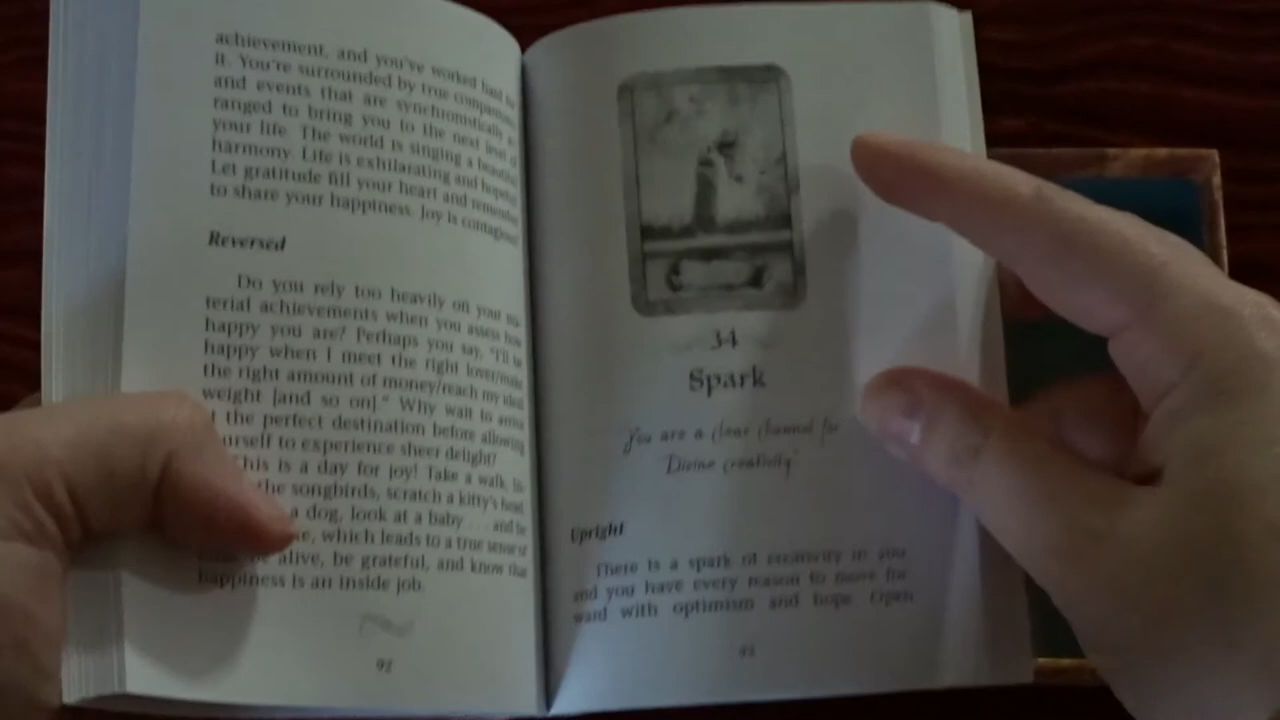 achievement, and you've worked hard for
it. You're surrounded by true companions
and events that are synchronistically ar-
ranged to bring you to the next level of
your life. The world is singing a beautiful
harmony. Life is exhilarating and hopeful.
Let gratitude fill your heart and remember
to share your happiness. Joy is contagious!
Reversed
Do you rely too heavily on your ma-
terial achievements when you assess how
happy you are? Perhaps you say, "I'll be
happy when I meet the right lover/make
the right amount of money/reach my ideal
weight [and so on]." Why wait to
the perfect destination before allowing
urself to experience sheer delight?
This is a day for joy! Take a walk,
the songbirds, scratch a kitty's head,
a dog, look at a baby . . . and be
which leads to a true sense of
alive, be grateful, and know that
happiness is an inside job.
92
34
Spark
You are a clear channel for
Divine creativity
Upright
There is a spark of creativity in you
and you have every reason to move for-
ward with optimism and hope. Open
93